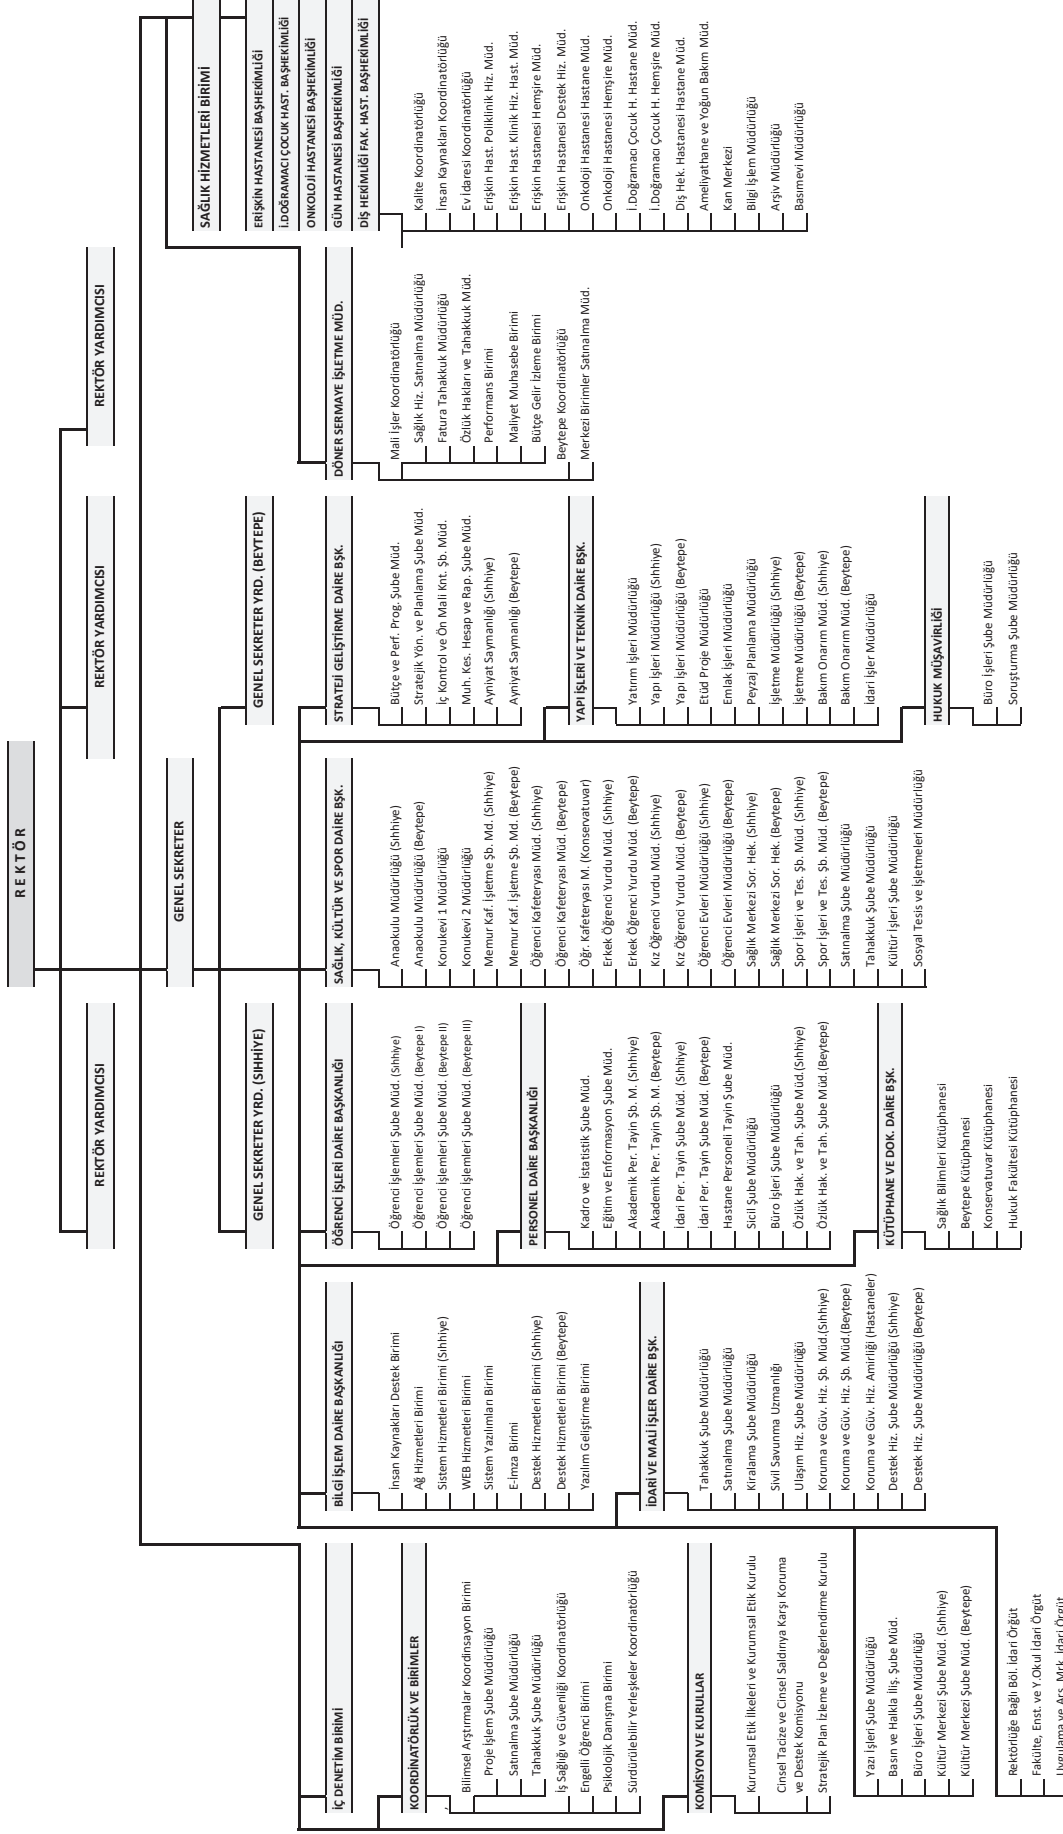 REKTÖR
REKTÖR YARDIMCISI
REKTÖR YARDIMCISI
REKTÖR YARDIMCISI
GENEL SEKRETER
GENEL SEKRETER YRD. (SIHHİYE)
GENEL SEKRETER YRD. (BEYTEPE)
SAĞLIK HİZMETLERİ BİRİMİ
ERİŞKİN HASTANESİ BAŞHEKİMLİĞİ
İ.DOĞRAMACI ÇOCUK HAST. BAŞHEKİMLİĞİ
ONKOLOJİ HASTANESİ BAŞHEKİMLİĞİ
GÜN HASTANESİ BAŞHEKİMLİĞİ
DİŞ HEKİMLİĞİ FAK. HAST. BAŞHEKİMLİĞİ
İÇ DENETİM BİRİMİ
KOORDİNATÖRLÜK VE BİRİMLER
Bilimsel Arştırmalar Koordinsayon Birimi
Proje İşlem Şube Müdürlüğü
Satınalma Şube Müdürlüğü
Tahakkuk Şube Müdürlüğü
İş Sağlığı ve Güvenliği Koordinatörlüğü
Engeli Öğrenci Birimi
Psikolojik Danışma Birimi
Sürdürülebilir Yerleşkeler Koordinatörlüğü
KOMİSYON VE KURULLAR
Kurumsal Etik İlkeleri ve Kurumsal Etik Kurulu
Cinsel Tacize ve Cinsel Saldırıya Karşı Koruma
ve Destek Komisyonu
Stratejik Plan İzleme ve Değerlendirme Kurulu
Yazı İşleri Şube Müdürlüğü
Basın ve Halkla İliş. Şube Müd.
Büro İşleri Şube Müdürlüğü
Kültür Merkezi Şube Müd. (Sıhhiye)
Kültür Merkezi Şube Müd. (Beytepe)
Rektörlüğe Bağlı Böl. İdari Örğüt
Fakülte, Enst. ve Y.Okul İdari Örgüt
Uygulama ve Arş. Mrk. İdari Örgüt
BİLGİ İŞLEM DAİRE BAŞKANLIĞI
İnsan Kaynakları Destek Birimi
Ağ Hizmetleri Birimi
Sistem Hizmetleri Birimi (Sıhhiye)
WEB Hizmetleri Birimi
Sistem Yazılımları Birimi
E-İmza Birimi
Destek Hizmetleri Birimi (Sıhhiye)
Destek Hizmetleri Birimi (Beytepe)
Yazılım Geliştirme Birimi
İDARİ VE MALİ İŞLER DAİRE BŞK.
Tahakkuk Şube Müdürlüğü
Satınalma Şube Müdürlüğü
Kiralama Şube Müdürlüğü
Sivil Savunma Uzmanlığı
Ulaşım Hiz. Şube Müdürlüğü
Koruma ve Güv. Hiz. Şb. Müd.(Sıhhiye)
Koruma ve Güv. Hiz. Şb. Müd.(Beytepe)
Koruma ve Güv. Hiz. Amirliği (Hastaneler)
Destek Hiz. Şube Müdürlüğü (Sıhhiye)
Destek Hiz. Şube Müdürlüğü (Beytepe)
ÖĞRENCİ İŞLERİ DAİRE BAŞKANLIĞI
Öğrenci İşlemleri Şube Müd. (Sıhhiye)
Öğrenci İşlemleri Şube Müd. (Beytepe I)
Öğrenci İşlemleri Şube Müd. (Beytepe II)
Öğrenci İşlemleri Şube Müd. (Beytepe III)
PERSONEL DAİRE BAŞKANLIĞI
Kadro ve İstatistik Şube Müd.
Eğitim ve Enformasyon Şube Müd.
Akademik Per. Tayin Şb. M. (Sıhhiye)
Akademik Per. Tayin Şb. M. (Beytepe)
İdari Per. Tayin Şube Müd. (Sıhhiye)
İdari Per. Tayin Şube Müd. (Beytepe)
Hastane Personeli Tayin Şube Müd.
Sicil Şube Müdürlüğü
Büro İşleri Şube Müdürlüğü
Özlük Hak. ve Tah. Şube Müd.(Sıhhiye)
Özlük Hak. ve Tah. Şube Müd.(Beytepe)
KÜTÜPHANE VE DOK. DAİRE BŞK.
Sağlık Bilimleri Kütüphanesi
Beytepe Kütüphanesi
Konservatuvar Kütüphanesi
Hukuk Fakültesi Kütüphanesi
SAĞLIK, KÜLTÜR VE SPOR DAİRE BŞK.
Anaokulu Müdürlüğü (Sıhhiye)
Anaokulu Müdürlüğü (Beytepe)
Konukevi 1 Müdürlüğü
Konukevi 2 Müdürlüğü
Memur Kaf. İşletme Şb. Md. (Sıhhiye)
Memur Kaf. İşletme Şb. Md. (Beytepe)
Öğrenci Kafeteryası Müd. (Sıhhiye)
Öğrenci Kafeteryası Müd. (Beytepe)
Öğr. Kafeteryası M. (Konservatuvar)
Erkek Öğrenci Yurdu Müd. (Sıhhiye)
Erkek Öğrenci Yurdu Müd. (Beytepe)
Kız Öğrenci Yurdu Müd. (Sıhhiye)
Kız Öğrenci Yurdu Müd. (Beytepe)
Öğrenci Evleri Müdürlüğü (Sıhhiye)
Öğrenci Evleri Müdürlüğü (Beytepe)
Sağlık Merkezi Sor. Hek. (Sıhhiye)
Sağlık Merkezi Sor. Hek. (Beytepe)
Spor İşleri ve Tes. Şb. Müd. (Sıhhiye)
Spor İşleri ve Tes. Şb. Müd. (Beytepe)
Satınalma Şube Müdürlüğü
Tahakkuk Şube Müdürlüğü
Kültür İşleri Şube Müdürlüğü
Sosyal Tesis ve İşletmeleri Müdürlüğü
STRATEJİ GELİŞTİRME DAİRE BŞK.
Bütçe ve Perf. Prog. Şube Müd.
Stratejik Yön. ve Planlama Şube Müd.
İç Kontrol ve Ön Mali Knt. Şb. Müd.
Muh. Kes. Hesap ve Rap. Şube Müd.
Ayniyat Saymanlığı (Sıhhiye)
Ayniyat Saymanlığı (Beytepe)
YAPI İŞLERİ VE TEKNİK DAİRE BŞK.
Yatırım İşleri Müdürlüğü
Yapı İşleri Müdürlüğü (Sıhhiye)
Yapı İşleri Müdürlüğü (Beytepe)
Etüd Proje Müdürlüğü
Emlak İşleri Müdürlüğü
Peyzaj Planlama Müdürlüğü
İşletme Müdürlüğü (Sıhhiye)
İşletme Müdürlüğü (Beytepe)
Bakım Onarım Müd. (Sıhhiye)
Bakım Onarım Müd. (Beytepe)
İdari İşler Müdürlüğü
HUKUK MÜŞAVİRLİĞİ
Büro İşleri Şube Müdürlüğü
Soruşturma Şube Müdürlüğü
DÖNER SERMAYE İŞLETME MÜD.
Mali İşler Koordinatörlüğü
Sağlık Hiz. Satınalma Müdürlüğü
Fatura Tahakkuk Müdürlüğü
Özlük Hakları ve Tahakkuk Müd.
Performans Birimi
Maliyet Muhasebe Birimi
Bütçe Gelir İzleme Birimi
Beytepe Koordinatörlüğü
Merkezi Birimler Satınalma Müd.
Kalite Koordinatörlüğü
İnsan Kaynakları Koordinatörlüğü
Ev İdaresi Koordinatörlüğü
Erişkin Hast. Poliklinik Hiz. Müd.
Erişkin Hast. Klinik Hiz. Hast. Müd.
Erişkin Hastanesi Hemşire Müd.
Erişkin Hastanesi Destek Hiz. Müd.
Onkoloji Hastanesi Hastane Müd.
Onkoloji Hastanesi Hemşire Müd.
İ.Doğramacı Çocuk H. Hastane Müd.
İ.Doğramacı Çocuk H. Hemşire Müd.
Diş Hek. Hastanesi Hastane Müd.
Ameliyathane ve Yoğun Bakım Müd.
Kan Merkezi
Bilgi İşlem Müdürlüğü
Arşiv Müdürlüğü
Basımevi Müdürlüğü